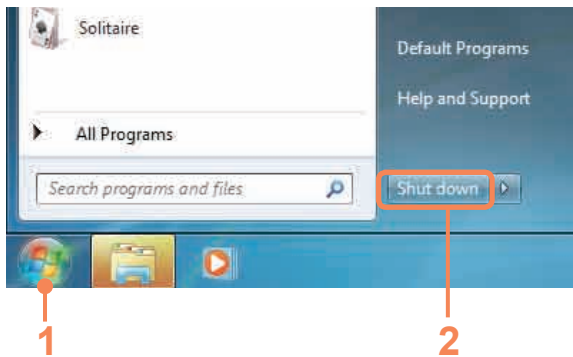 Solitaire
Default Programs
Help and Support
All Programs
Search programs and files
Shut down
1
2